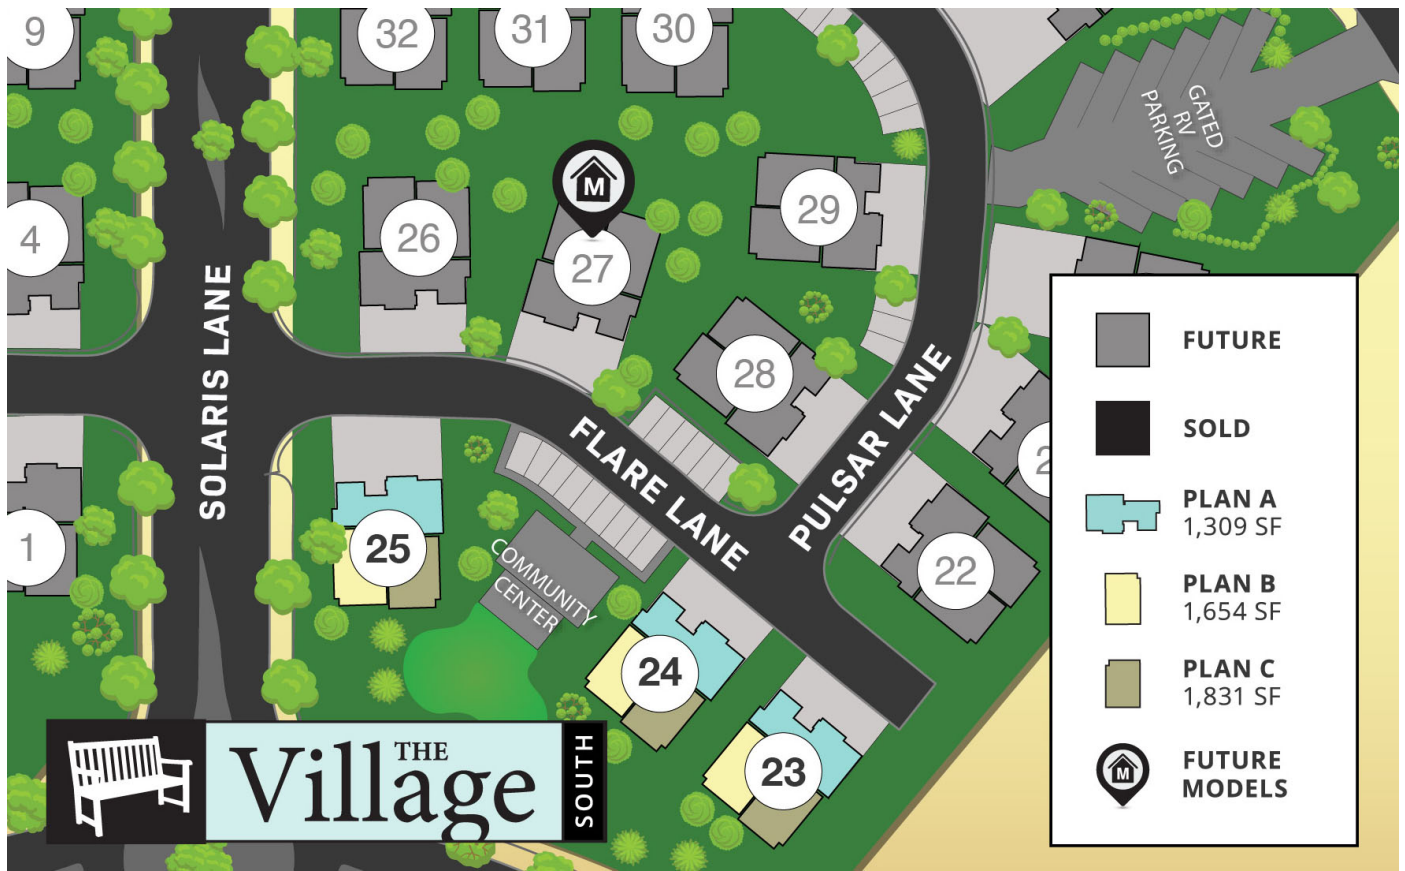 9
32
31
30
GATED
RV
PARKING
4
26
M
27
29
28
SOLARIS LANE
FLARE LANE
PULSAR LANE
1
25
COMMUNITY
CENTER
24
23
22
2
FUTURE
SOLD
PLAN A
1,309 SF
PLAN B
1,654 SF
PLAN C
1,831 SF
M
FUTURE
MODELS
THE
Village
SOUTH